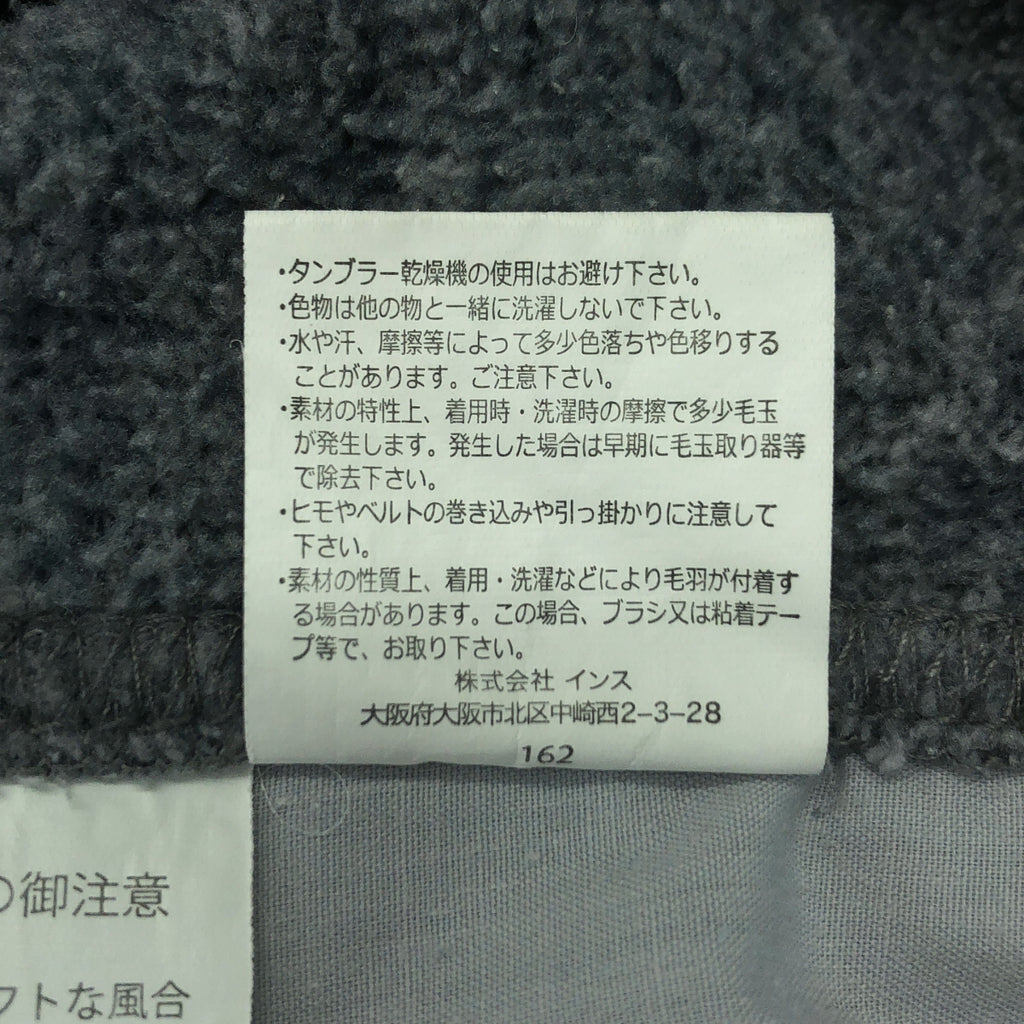 ・タンブラー乾燥機の使用はお避け下さい。
・色物は他の物と一緒に洗濯しないで下さい。
・水や汗、摩擦等によって多少色落ちや色移りする
ことがあります。ご注意下さい。
・素材の特性上、着用時・洗濯時の摩擦で多少毛玉
が発生します。発生した場合は早期に毛玉取り器等
で除去下さい。
・ヒモやベルトの巻き込みや引っ掛かりに注意して
下さい。
・素材の性質上、着用・洗濯などにより毛羽が付着す
る場合があります。この場合、ブラシ又は粘着テー
プ等で、お取り下さい。
株式会社 インス
大阪府大阪市北区中崎西2-3-28
162
の御注意
フトな風合